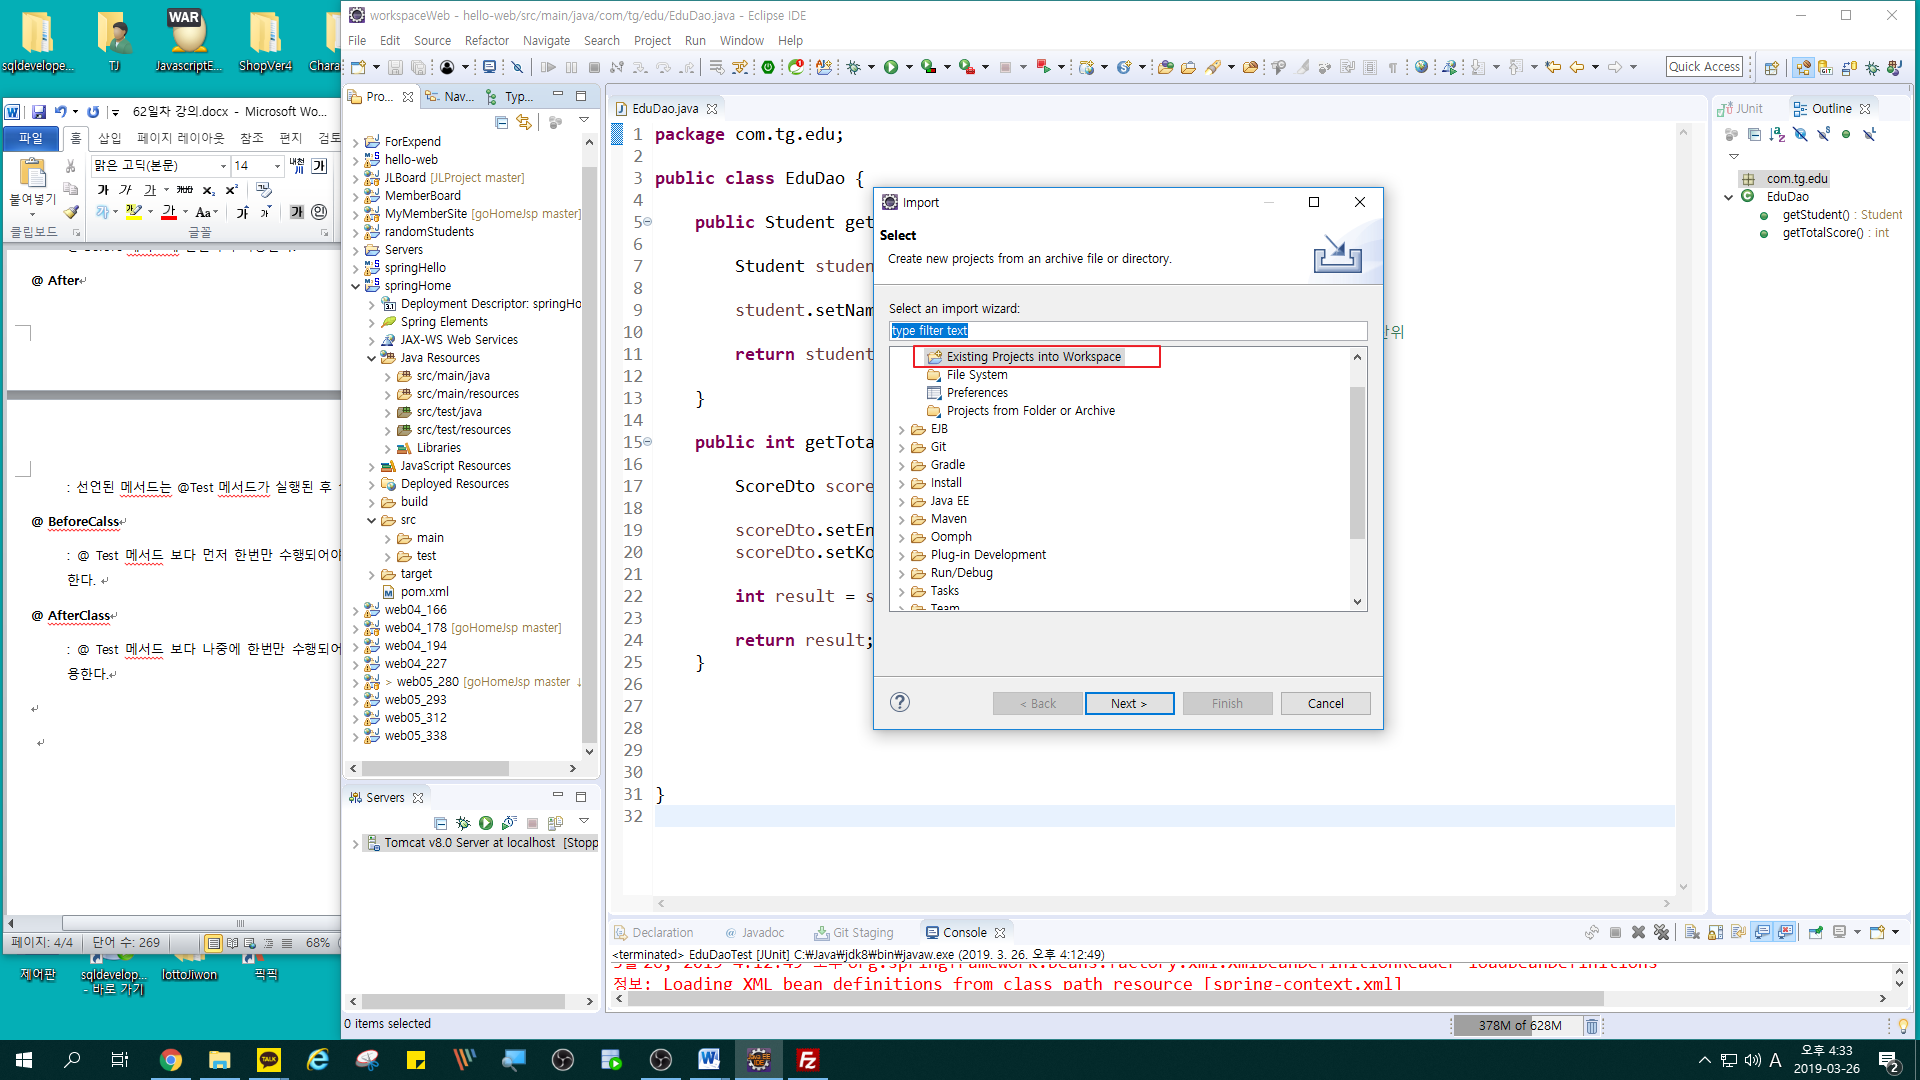 sqldevelope...
TJ
WAR
JavascriptE...
ShopVer4
Chara
62일차 강의.docx - Microsoft Wo...
파일
홈
삽입
페이지 레이아웃
참조
편지
검토
붙여넣기
맑은 고딕(본문)
14
클립보드
글꼴
@ After
: 선언된 메서드는 @Test 메서드가 실행된 후
@ BeforeCalss
: @ Test 메서드 보다 먼저 한번만 수행되어야
한다.
@ AfterClass
: @ Test 메서드 보다 나중에 한번만 수행되어
용한다.
페이지: 4/4
단어 수: 269
68%
제어판
sqldevelop...
- 바로 가기
lottoJiwon
픽픽
workspaceWeb - hello-web/src/main/java/com/tg/edu/EduDao.java - Eclipse IDE
File Edit Source Refactor Navigate Search Project Run Window Help
Quick Access
Pro...
Nav...
Typ...
ForExpend
hello-web
JLBoard [JLProject master]
MemberBoard
MyMemberSite [goHomeJsp master]
randomStudents
Servers
springHello
springHome
Deployment Descriptor: springHo
Spring Elements
JAX-WS Web Services
Java Resources
src/main/java
src/main/resources
src/test/java
src/test/resources
Libraries
JavaScript Resources
Deployed Resources
build
src
main
test
target
pom.xml
web04_166
web04_178 [goHomeJsp master]
web04_194
web04_227
> web05_280 [goHomeJsp master ↓
web05_293
web05_312
web05_338
Servers
Tomcat v8.0 Server at localhost [Stopp
0 items selected
EduDao.java
1 package com.tg.edu;
2
3 public class EduDao {
4
5 public Student get
6
7 Student studen
8
9 student.setNam
10 단위
11 return student
12
13 }
14
15 public int getTota
16
17 ScoreDto score
18
19 scoreDto.setEn
20 scoreDto.setKo
21
22 int result = s
23
24 return result;
25 }
26
27
28
29
30
31 }
32
Import
Select
Create new projects from an archive file or directory.
Select an import wizard:
type filter text
Existing Projects into Workspace
File System
Preferences
Projects from Folder or Archive
EJB
Git
Gradle
Install
Java EE
Maven
Oomph
Plug-in Development
Run/Debug
Tasks
Team
< Back
Next >
Finish
Cancel
JUnit
Outline
com.tg.edu
EduDao
getStudent() : Student
getTotalScore() : int
Declaration
Javadoc
Git Staging
Console
<terminated> EduDaoTest [JUnit] C:₩Java₩jdk8₩bin₩javaw.exe (2019. 3. 26. 오후 4:12:49)
3월 26, 2019 4:12:49 오후 org.springframework.beans.factory.xml.XmlBeanDefinitionReader loadBeanDefinitions
정보: Loading XML bean definitions from class path resource [spring-context.xml]
378M of 628M
TALK
A
오후 4:33
2019-03-26
2